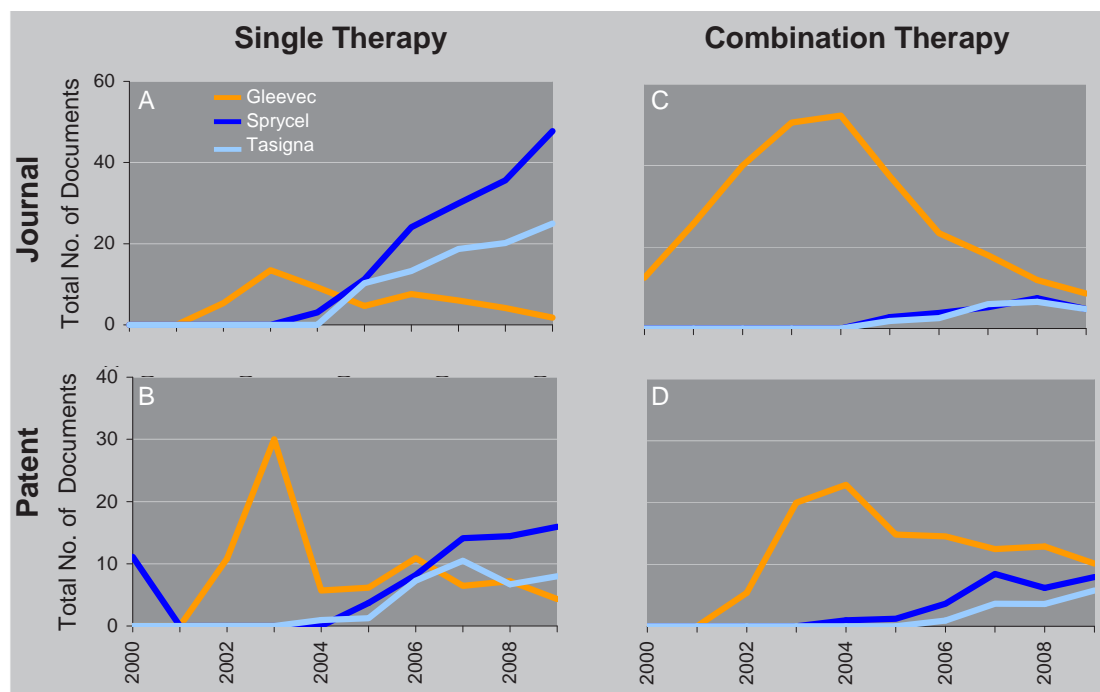 Single Therapy
Combination Therapy
Journal
Total No. of Documents
60
40
20
0
A
Gleevec
Sprycel
Tasigna
C
Patent
Total No. of Documents
40
30
20
10
0
B
D
2000
2002
2004
2006
2008
2000
2002
2004
2006
2008